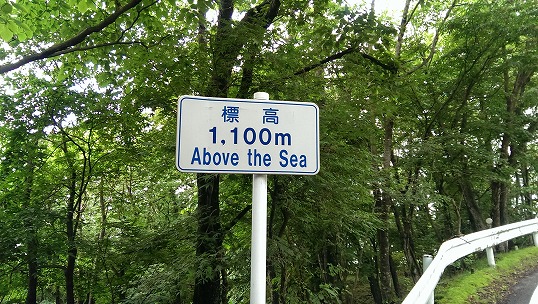 標 高
1,100m
Above the Sea